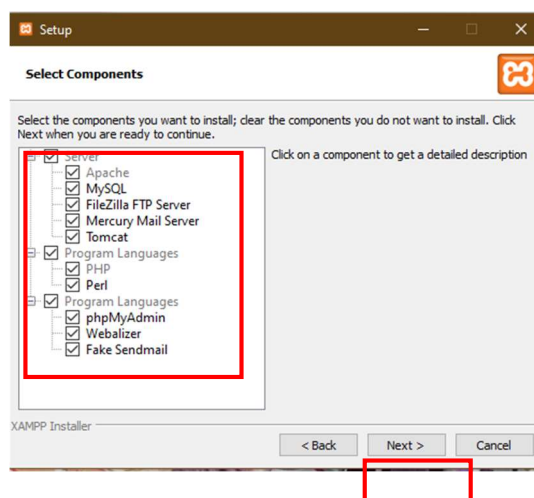 Setup
Select Components
Select the components you want to install; clear the components you do not want to install. Click
Next when you are ready to continue.
Server
Apache
MySQL
FileZilla FTP Server
Mercury Mail Server
Tomcat
Program Languages
PHP
Perl
Program Languages
phpMyAdmin
Webalizer
Fake Sendmail
Click on a component to get a detailed description
XAMPP Installer
< Back Next > Cancel